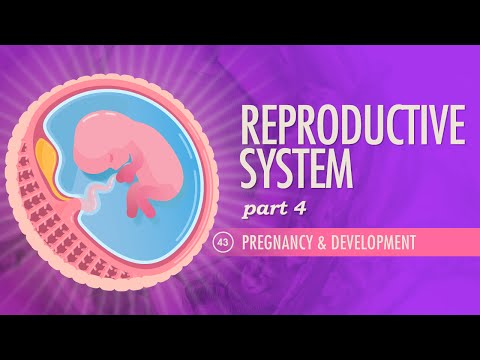 REPRODUCTIVE
SYSTEM
part 4
43 PREGNANCY & DEVELOPMENT